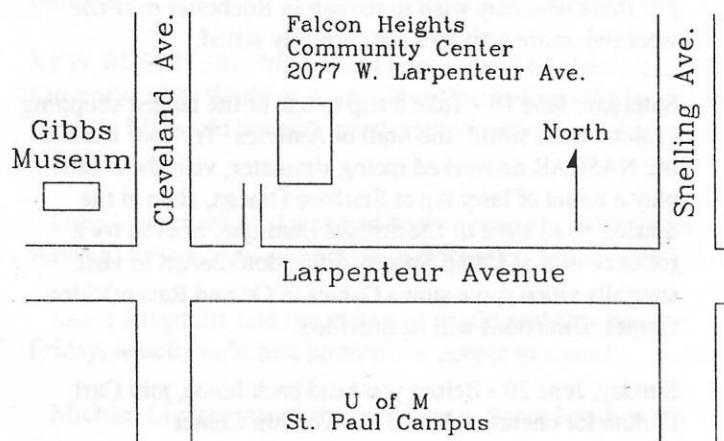 Falcon Heights
Community Center
2077 W. Larpenteur Ave.
Cleveland Ave.
Gibbs
Museum
North
Snelling Ave.
Larpenteur Avenue
U of M
St. Paul Campus